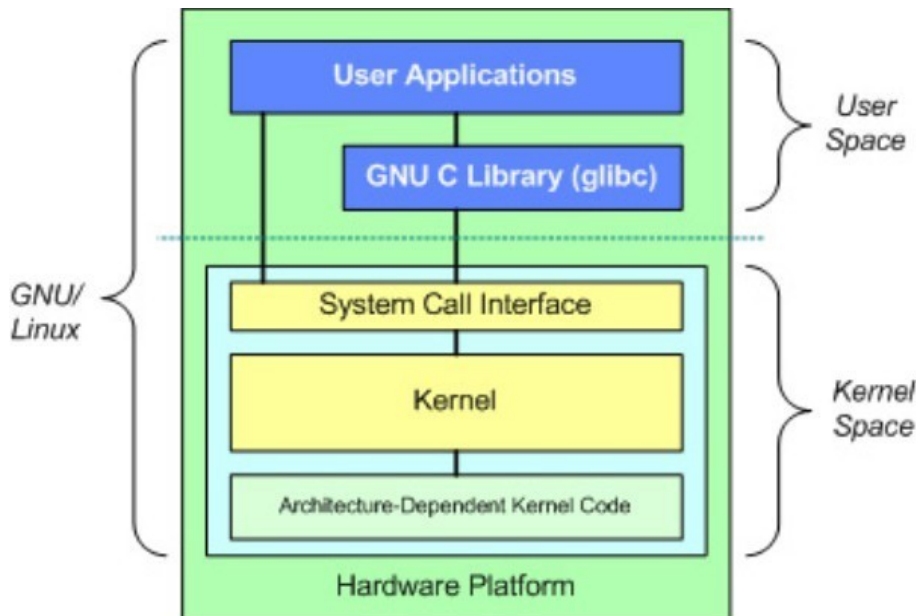 User Applications
GNU C Library (glibc)
User
Space
GNU/
Linux
System Call Interface
Kernel
Kernel
Space
Architecture-Dependent Kernel Code
Hardware Platform